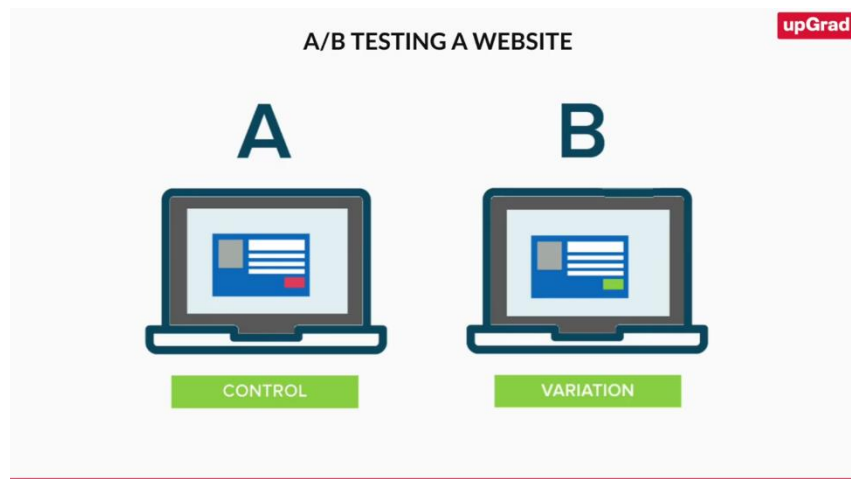 upGrad
A/B TESTING A WEBSITE
A B
CONTROL VARIATION